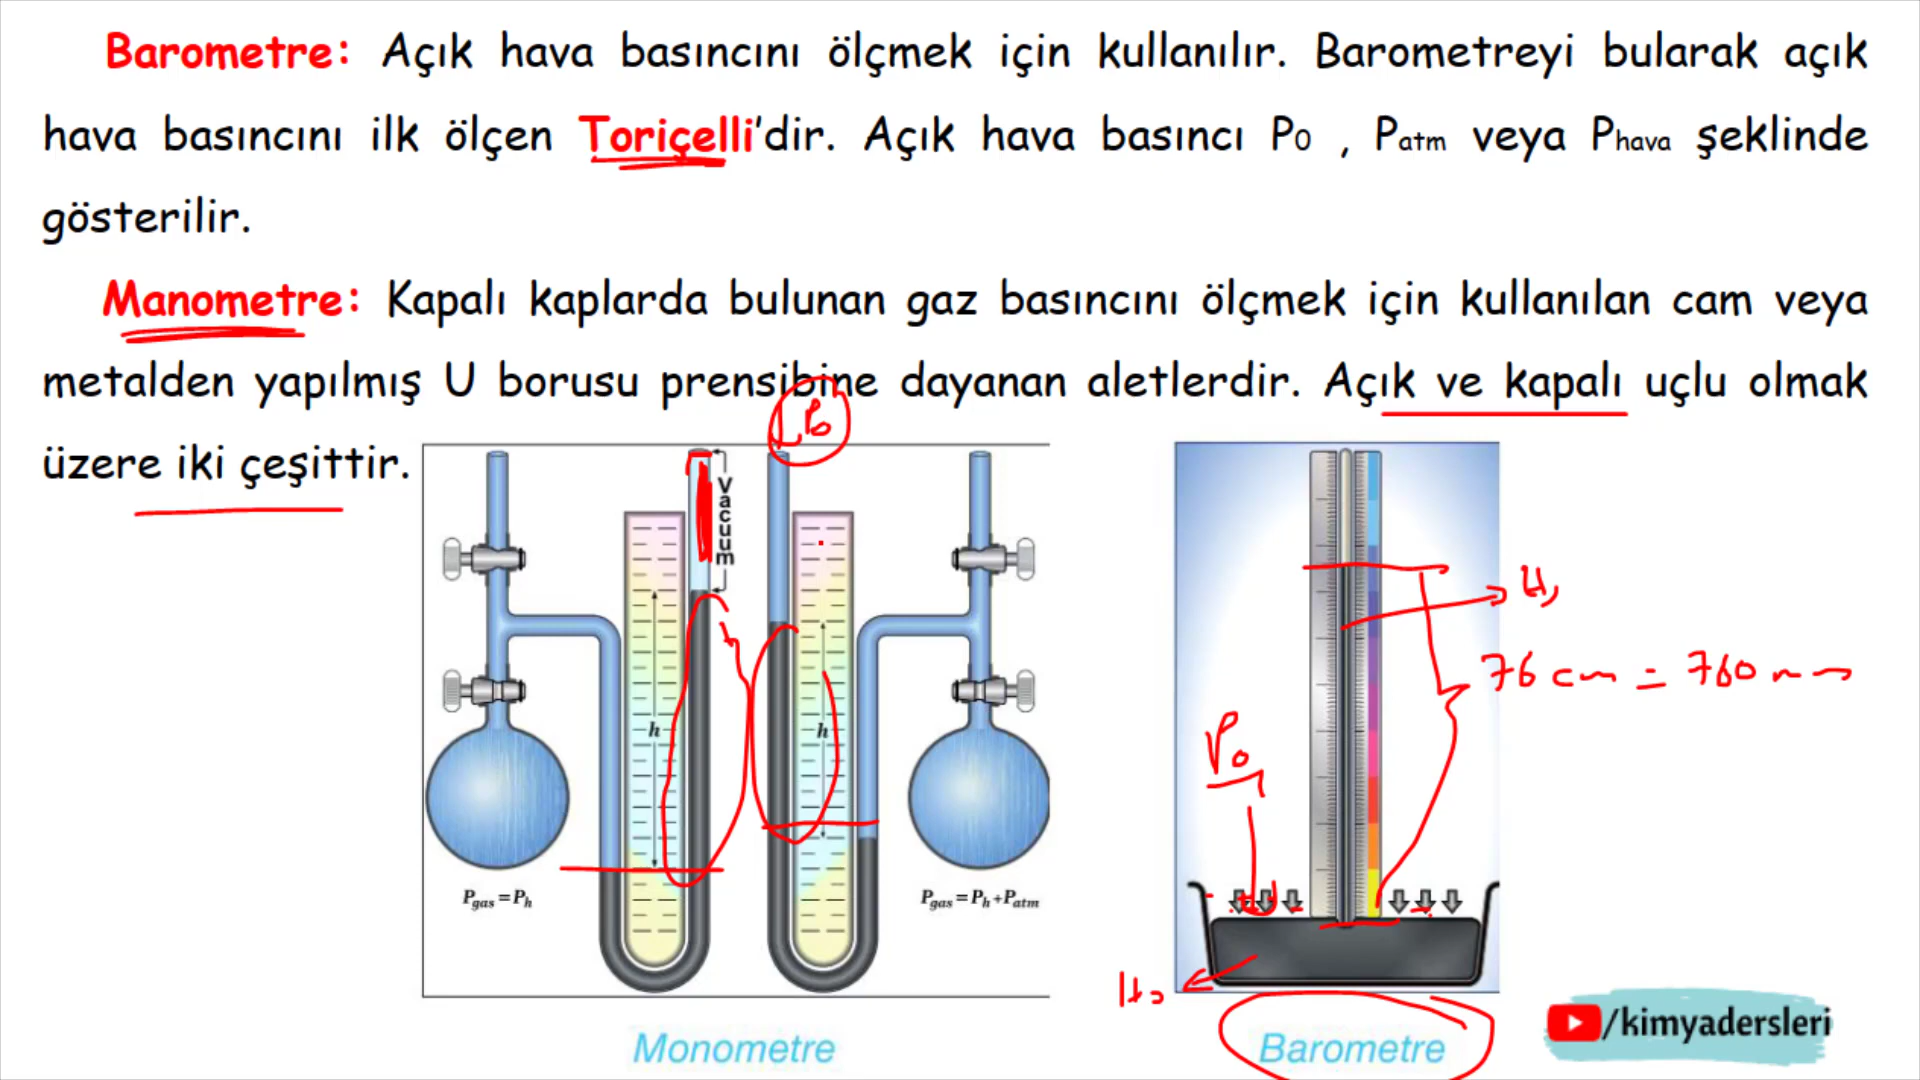 Barometre: Açık hava basıncını ölçmek için kullanılır. Barometreyi bularak açık
hava basıncını ilk ölçen Toriçelli'dir. Açık hava basıncı P0 , Patm veya Phava şeklinde
gösterilir.
Manometre: Kapalı kaplarda bulunan gaz basıncını ölçmek için kullanılan cam veya
metalden yapılmış U borusu prensibine dayanan aletlerdir. Açık ve kapalı uçlu olmak
üzere iki çeşittir.
P0
Vacuum
h
h
Pgas = Ph
Pgas = Ph + Patm
76 cm = 760 mm
P0
Monometre
Barometre
/kimyadersleri